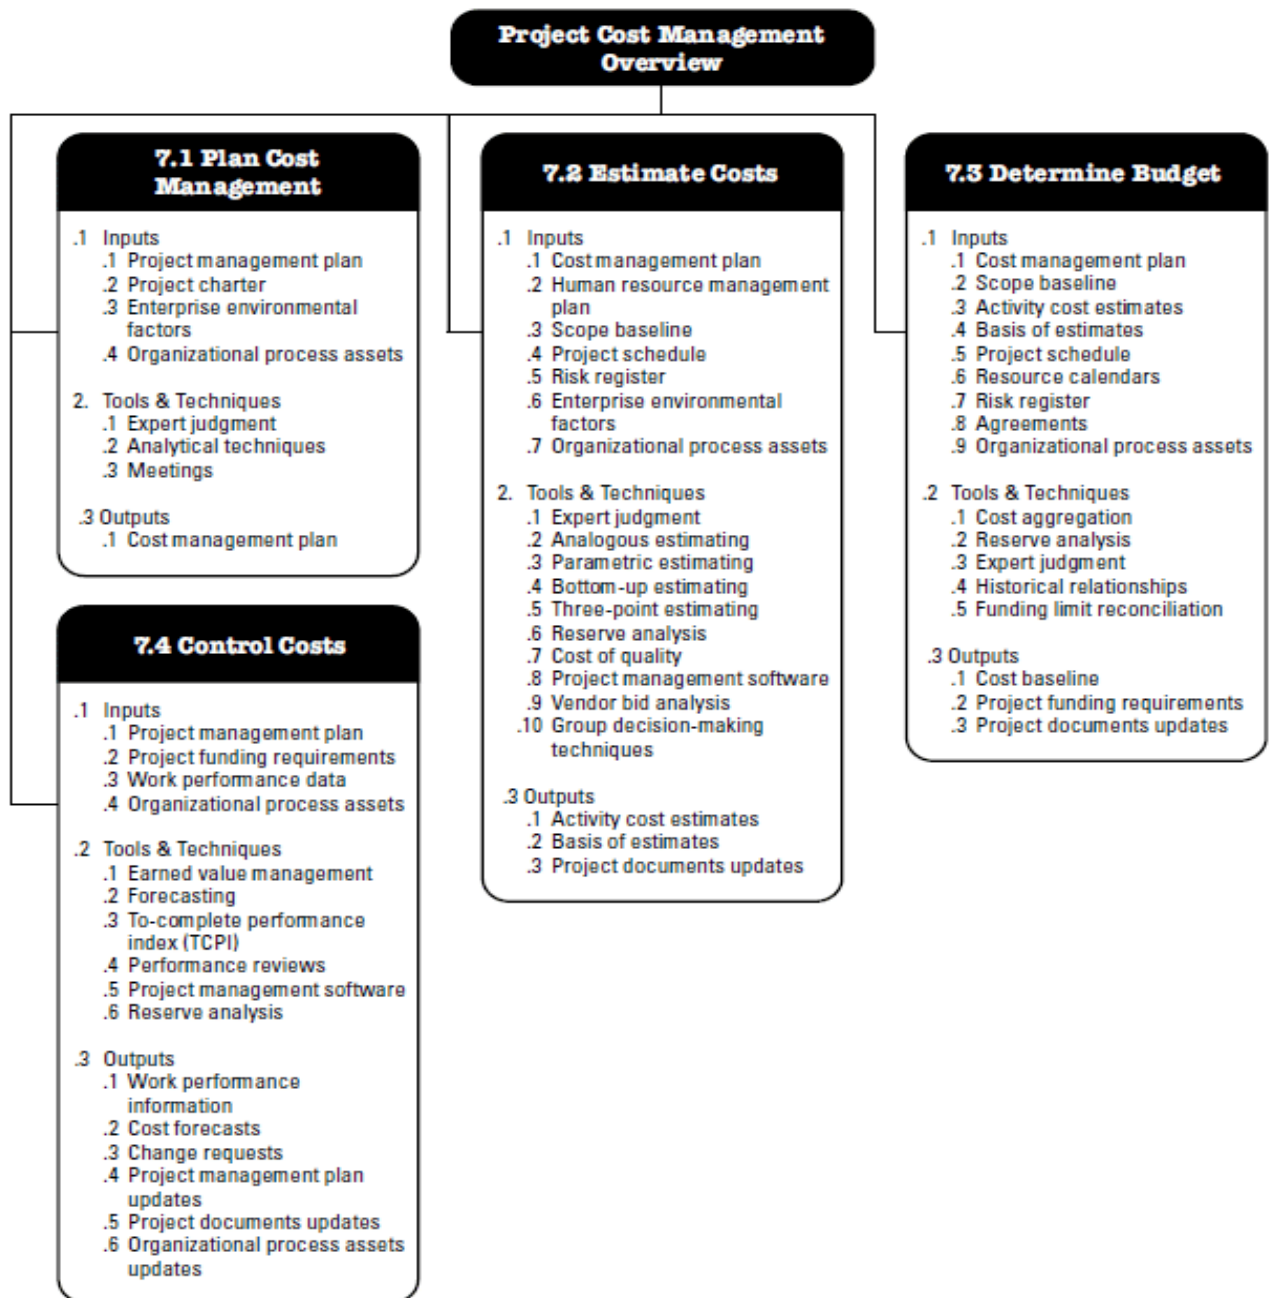 Project Cost Management
Overview
7.1 Plan Cost
Management
.1 Inputs
.1 Project management plan
.2 Project charter
.3 Enterprise environmental
factors
.4 Organizational process assets
2. Tools & Techniques
.1 Expert judgment
.2 Analytical techniques
.3 Meetings
.3 Outputs
.1 Cost management plan
7.2 Estimate Costs
.1 Inputs
.1 Cost management plan
.2 Human resource management
plan
.3 Scope baseline
.4 Project schedule
.5 Risk register
.6 Enterprise environmental
factors
.7 Organizational process assets
2. Tools & Techniques
.1 Expert judgment
.2 Analogous estimating
.3 Parametric estimating
.4 Bottom-up estimating
.5 Three-point estimating
.6 Reserve analysis
.7 Cost of quality
.8 Project management software
.9 Vendor bid analysis
.10 Group decision-making
techniques
.3 Outputs
.1 Activity cost estimates
.2 Basis of estimates
.3 Project documents updates
7.3 Determine Budget
.1 Inputs
.1 Cost management plan
.2 Scope baseline
.3 Activity cost estimates
.4 Basis of estimates
.5 Project schedule
.6 Resource calendars
.7 Risk register
.8 Agreements
.9 Organizational process assets
.2 Tools & Techniques
.1 Cost aggregation
.2 Reserve analysis
.3 Expert judgment
.4 Historical relationships
.5 Funding limit reconciliation
.3 Outputs
.1 Cost baseline
.2 Project funding requirements
.3 Project documents updates
7.4 Control Costs
.1 Inputs
.1 Project management plan
.2 Project funding requirements
.3 Work performance data
.4 Organizational process assets
.2 Tools & Techniques
.1 Earned value management
.2 Forecasting
.3 To-complete performance
index (TCPI)
.4 Performance reviews
.5 Project management software
.6 Reserve analysis
.3 Outputs
.1 Work performance
information
.2 Cost forecasts
.3 Change requests
.4 Project management plan
updates
.5 Project documents updates
.6 Organizational process assets
updates